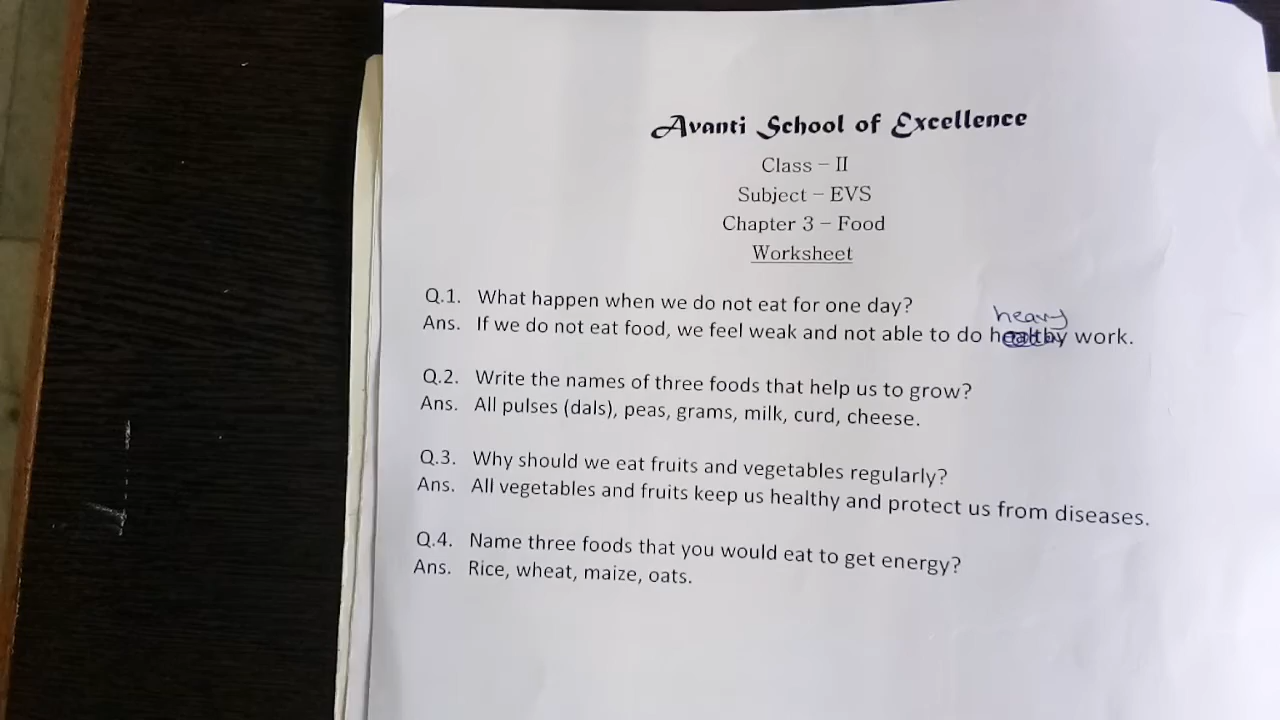 Avanti School of Excellence
Class – II
Subject – EVS
Chapter 3 – Food
Worksheet
Q.1. What happen when we do not eat for one day?
heavy
Ans. If we do not eat food, we feel weak and not able to do healthy work.
Q.2. Write the names of three foods that help us to grow?
Ans. All pulses (dals), peas, grams, milk, curd, cheese.
Q.3. Why should we eat fruits and vegetables regularly?
Ans. All vegetables and fruits keep us healthy and protect us from diseases.
Q.4. Name three foods that you would eat to get energy?
Ans. Rice, wheat, maize, oats.